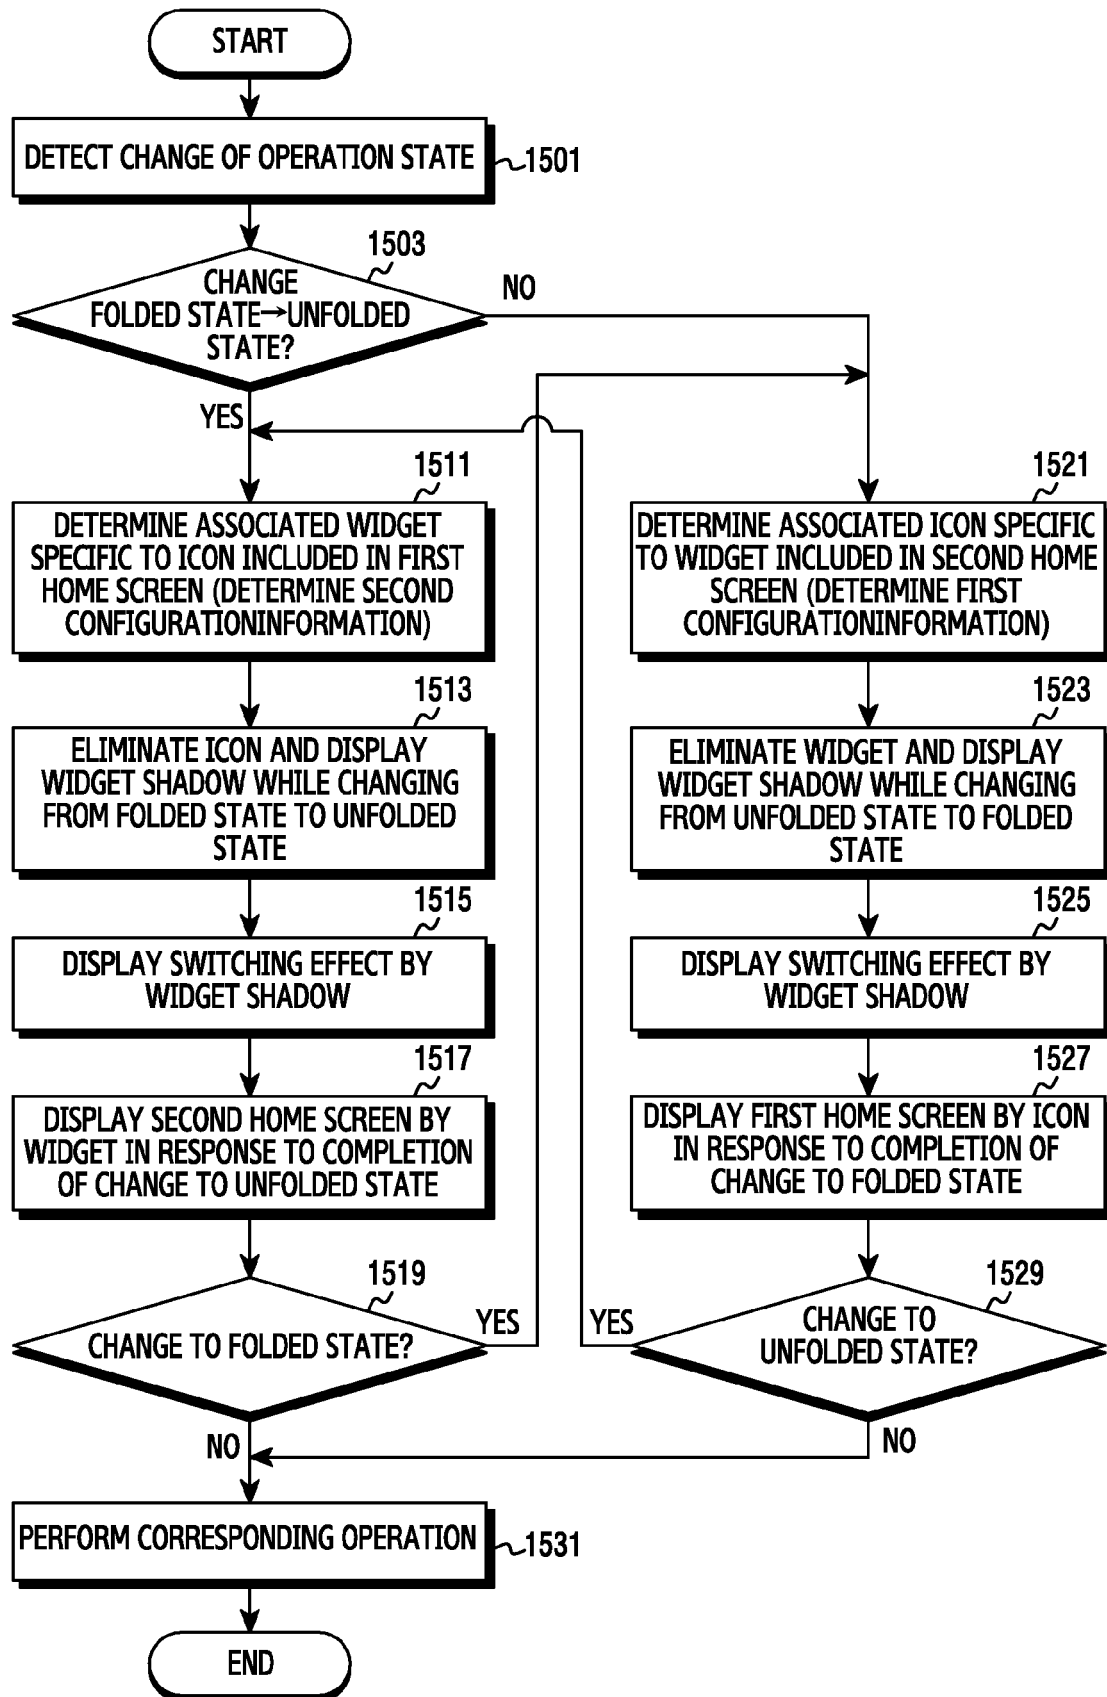 START
DETECT CHANGE OF OPERATION STATE
1501
1503
CHANGE
FOLDED STATE→UNFOLDED
STATE?
NO
YES
1511
DETERMINE ASSOCIATED WIDGET
SPECIFIC TO ICON INCLUDED IN FIRST
HOME SCREEN (DETERMINE SECOND
CONFIGURATIONINFORMATION)
1513
ELIMINATE ICON AND DISPLAY
WIDGET SHADOW WHILE CHANGING
FROM FOLDED STATE TO UNFOLDED
STATE
1515
DISPLAY SWITCHING EFFECT BY
WIDGET SHADOW
1517
DISPLAY SECOND HOME SCREEN BY
WIDGET IN RESPONSE TO COMPLETION
OF CHANGE TO UNFOLDED STATE
1519
CHANGE TO FOLDED STATE?
YES
NO
1521
DETERMINE ASSOCIATED ICON SPECIFIC
TO WIDGET INCLUDED IN SECOND HOME
SCREEN (DETERMINE FIRST
CONFIGURATIONINFORMATION)
1523
ELIMINATE WIDGET AND DISPLAY
WIDGET SHADOW WHILE CHANGING
FROM UNFOLDED STATE TO FOLDED
STATE
1525
DISPLAY SWITCHING EFFECT BY
WIDGET SHADOW
1527
DISPLAY FIRST HOME SCREEN BY ICON
IN RESPONSE TO COMPLETION OF
CHANGE TO FOLDED STATE
1529
CHANGE TO
UNFOLDED STATE?
YES
NO
PERFORM CORRESPONDING OPERATION
1531
END